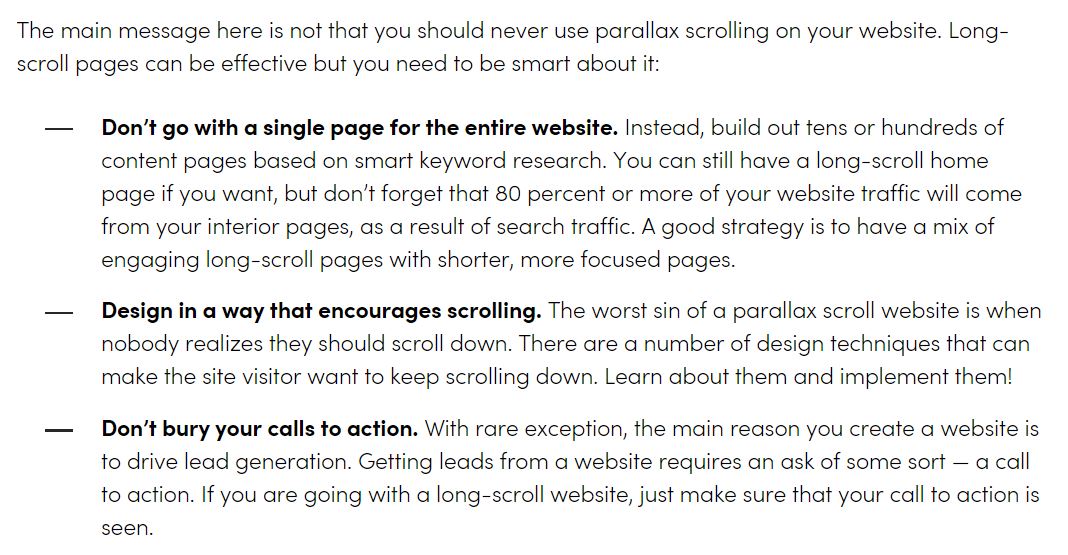 The main message here is not that you should never use parallax scrolling on your website. Long-
scroll pages can be effective but you need to be smart about it:
— Don’t go with a single page for the entire website. Instead, build out tens or hundreds of
content pages based on smart keyword research. You can still have a long-scroll home
page if you want, but don’t forget that 80 percent or more of your website traffic will come
from your interior pages, as a result of search traffic. A good strategy is to have a mix of
engaging long-scroll pages with shorter, more focused pages.
— Design in a way that encourages scrolling. The worst sin of a parallax scroll website is when
nobody realizes they should scroll down. There are a number of design techniques that can
make the site visitor want to keep scrolling down. Learn about them and implement them!
— Don’t bury your calls to action. With rare exception, the main reason you create a website is
to drive lead generation. Getting leads from a website requires an ask of some sort — a call
to action. If you are going with a long-scroll website, just make sure that your call to action is
seen.